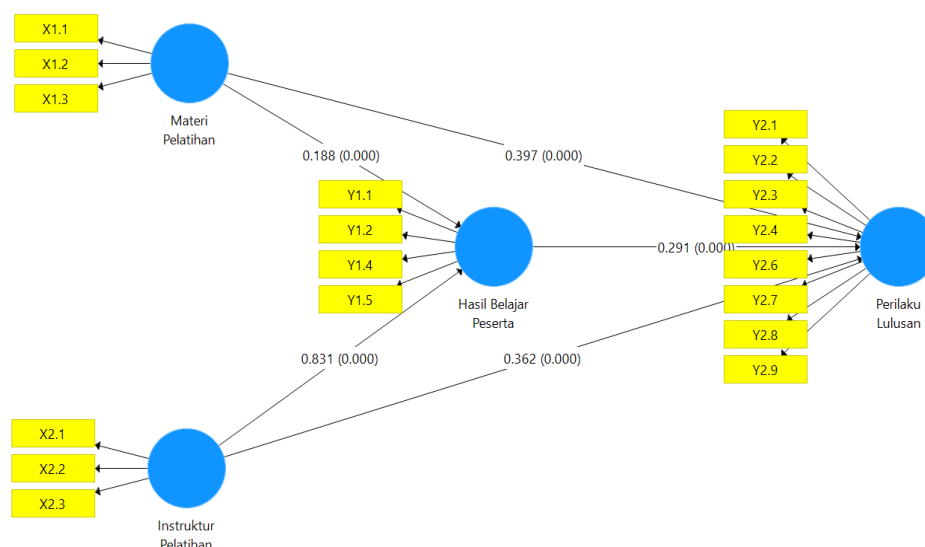 X1.1
X1.2
X1.3
Materi
Pelatihan
0.188 (0.000)
0.397 (0.000)
Y1.1
Y1.2
Y1.4
Y1.5
Hasil Belajar
Peserta
0.291 (0.000)
Y2.1
Y2.2
Y2.3
Y2.4
Y2.6
Y2.7
Y2.8
Y2.9
Perilaku
Lulusan
0.831 (0.000)
0.362 (0.000)
X2.1
X2.2
X2.3
Instruktur
Pelatihan